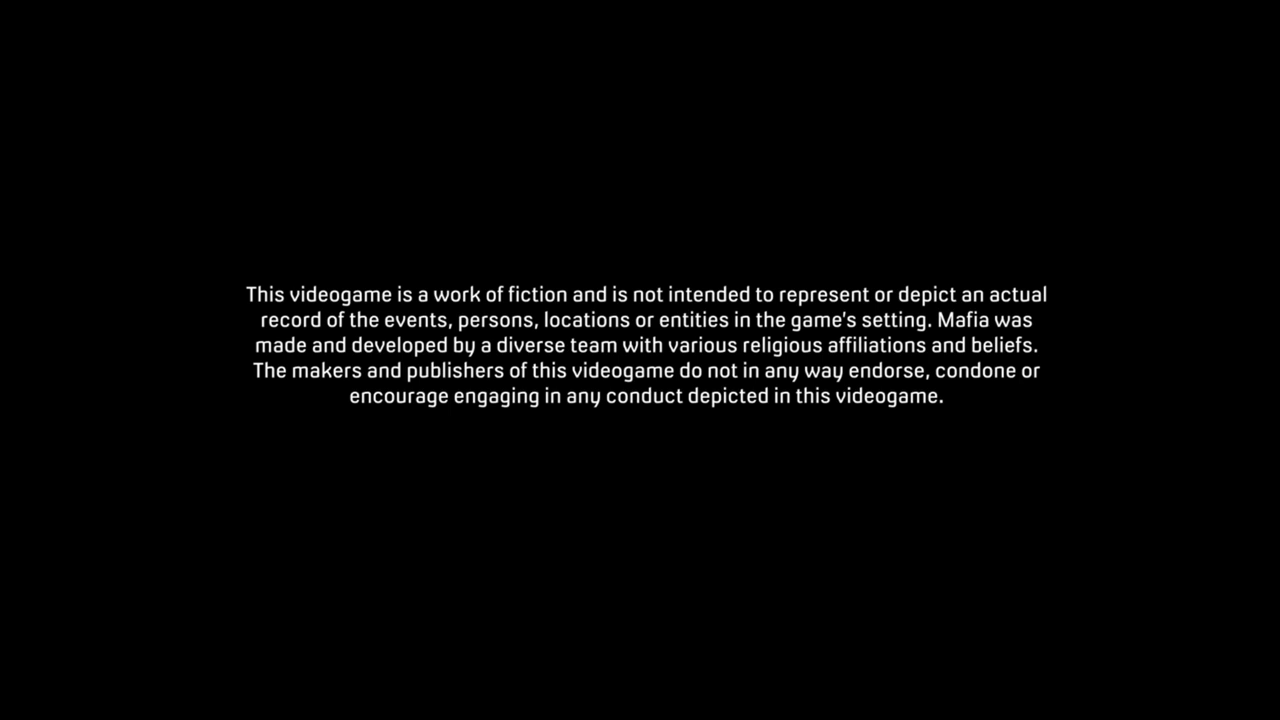 This videogame is a work of fiction and is not intended to represent or depict an actual
record of the events, persons, locations or entities in the game's setting. Mafia was
made and developed by a diverse team with various religious affiliations and beliefs.
The makers and publishers of this videogame do not in any way endorse, condone or
encourage engaging in any conduct depicted in this videogame.